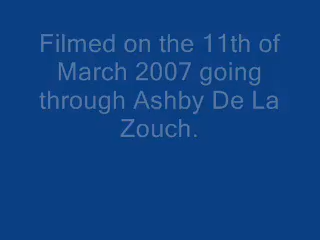 Filmed on the 11th of
March 2007 going
through Ashby De La
Zouch.